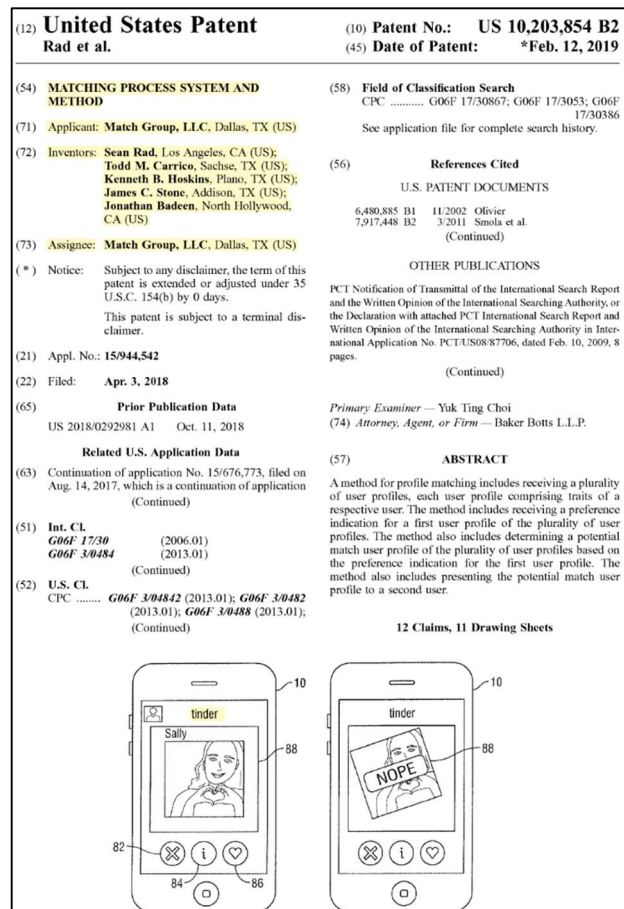 (12) United States Patent
Rad et al.
(10) Patent No.: US 10,203,854 B2
(45) Date of Patent: *Feb. 12, 2019
(54) MATCHING PROCESS SYSTEM AND
METHOD
(71) Applicant: Match Group, LLC, Dallas, TX (US)
(72) Inventors: Sean Rad, Los Angeles, CA (US);
Todd M. Carrico, Sachse, TX (US);
Kenneth B. Hoskins, Plano, TX (US);
James C. Stone, Addison, TX (US);
Jonathan Badeen, North Hollywood,
CA (US)
(73) Assignee: Match Group, LLC, Dallas, TX (US)
( * ) Notice: Subject to any disclaimer, the term of this
patent is extended or adjusted under 35
U.S.C. 154(b) by 0 days.
This patent is subject to a terminal dis-
claimer.
(21) Appl. No.: 15/944,542
(22) Filed: Apr. 3, 2018
(65) Prior Publication Data
US 2018/0292981 A1 Oct. 11, 2018
Related U.S. Application Data
(63) Continuation of application No. 15/676,773, filed on
Aug. 14, 2017, which is a continuation of application
(Continued)
(51) Int. Cl.
G06F 17/30 (2006.01)
G06F 3/0484 (2013.01)
(Continued)
(52) U.S. Cl.
CPC ........ G06F 3/04842 (2013.01); G06F 3/0482
(2013.01); G06F 3/0488 (2013.01);
(Continued)
(58) Field of Classification Search
CPC ........... G06F 17/30867; G06F 17/3053; G06F
17/30386
See application file for complete search history.
(56) References Cited
U.S. PATENT DOCUMENTS
6,480,885 B1 11/2002 Olivier
7,917,448 B2 3/2011 Smola et al.
(Continued)
OTHER PUBLICATIONS
PCT Notification of Transmittal of the International Search Report
and the Written Opinion of the International Searching Authority, or
the Declaration with attached PCT International Search Report and
Written Opinion of the International Searching Authority in Inter-
national Application No. PCT/US08/87706, dated Feb. 10, 2009, 8
pages.
(Continued)
Primary Examiner — Yuk Ting Choi
(74) Attorney, Agent, or Firm — Baker Botts L.L.P.
(57) ABSTRACT
A method for profile matching includes receiving a plurality
of user profiles, each user profile comprising traits of a
respective user. The method includes receiving a preference
indication for a first user profile of the plurality of user
profiles. The method also includes determining a potential
match user profile of the plurality of user profiles based on
the preference indication for the first user profile. The
method also includes presenting the potential match user
profile to a second user.
12 Claims, 11 Drawing Sheets
10
tinder
Sally
88
82
i
84
86
10
tinder
88
NOPE
i